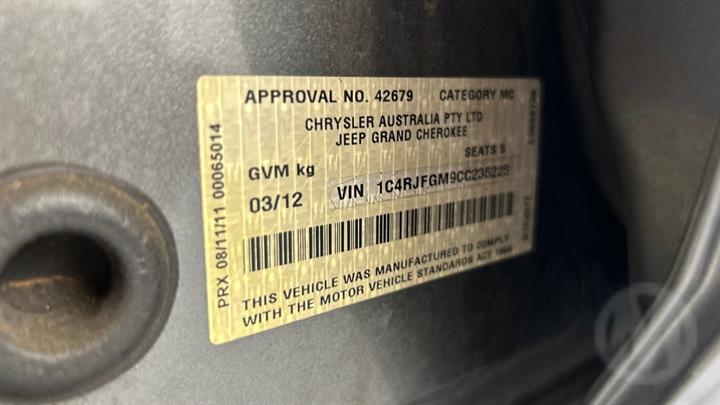 APPROVAL NO. 42679 CATEGORY MC
CHRYSLER AUSTRALIA PTY LTD
JEEP GRAND CHEROKEE
SEATS 5
GVM kg
03/12 VIN 1C4RJFGM9CC235225
THIS VEHICLE WAS MANUFACTURED TO COMPLY
WITH THE MOTOR VEHICLE STANDARDS ACT 1989
PRX 08/11/11 00065014